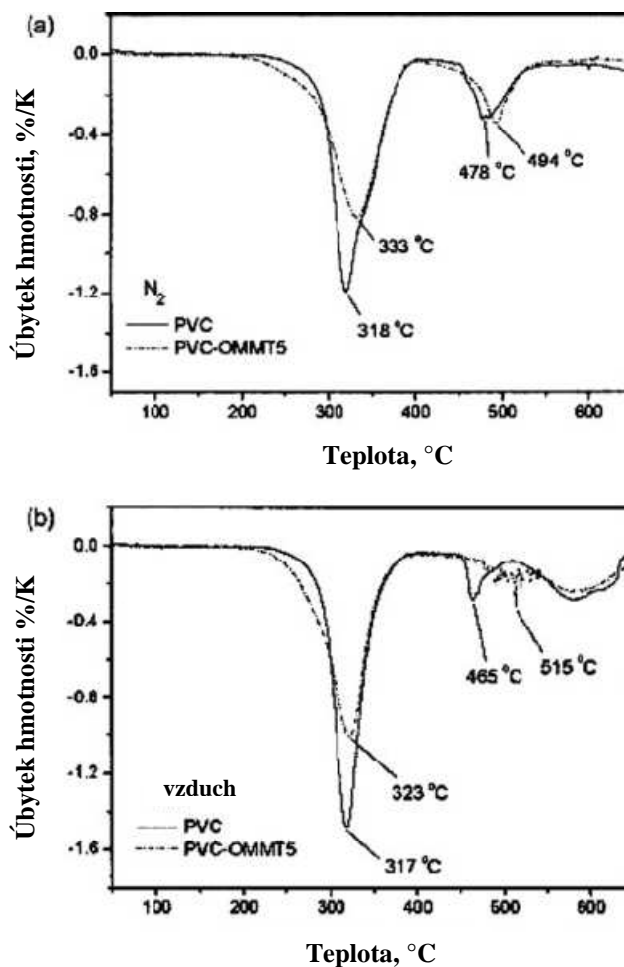 (a)
0.0
-0.4
-0.8
-1.2
-1.6
Úbytek hmotnosti, %/K
478 °C
494 °C
333 °C
318 °C
N2
PVC
PVC-OMMT5
100
200
300
400
500
600
Teplota, °C
(b)
0.0
-0.4
-0.8
-1.2
-1.6
Úbytek hmotnosti %/K
465 °C
515 °C
323 °C
317 °C
vzduch
PVC
PVC-OMMT5
100
200
300
400
500
600
Teplota, °C